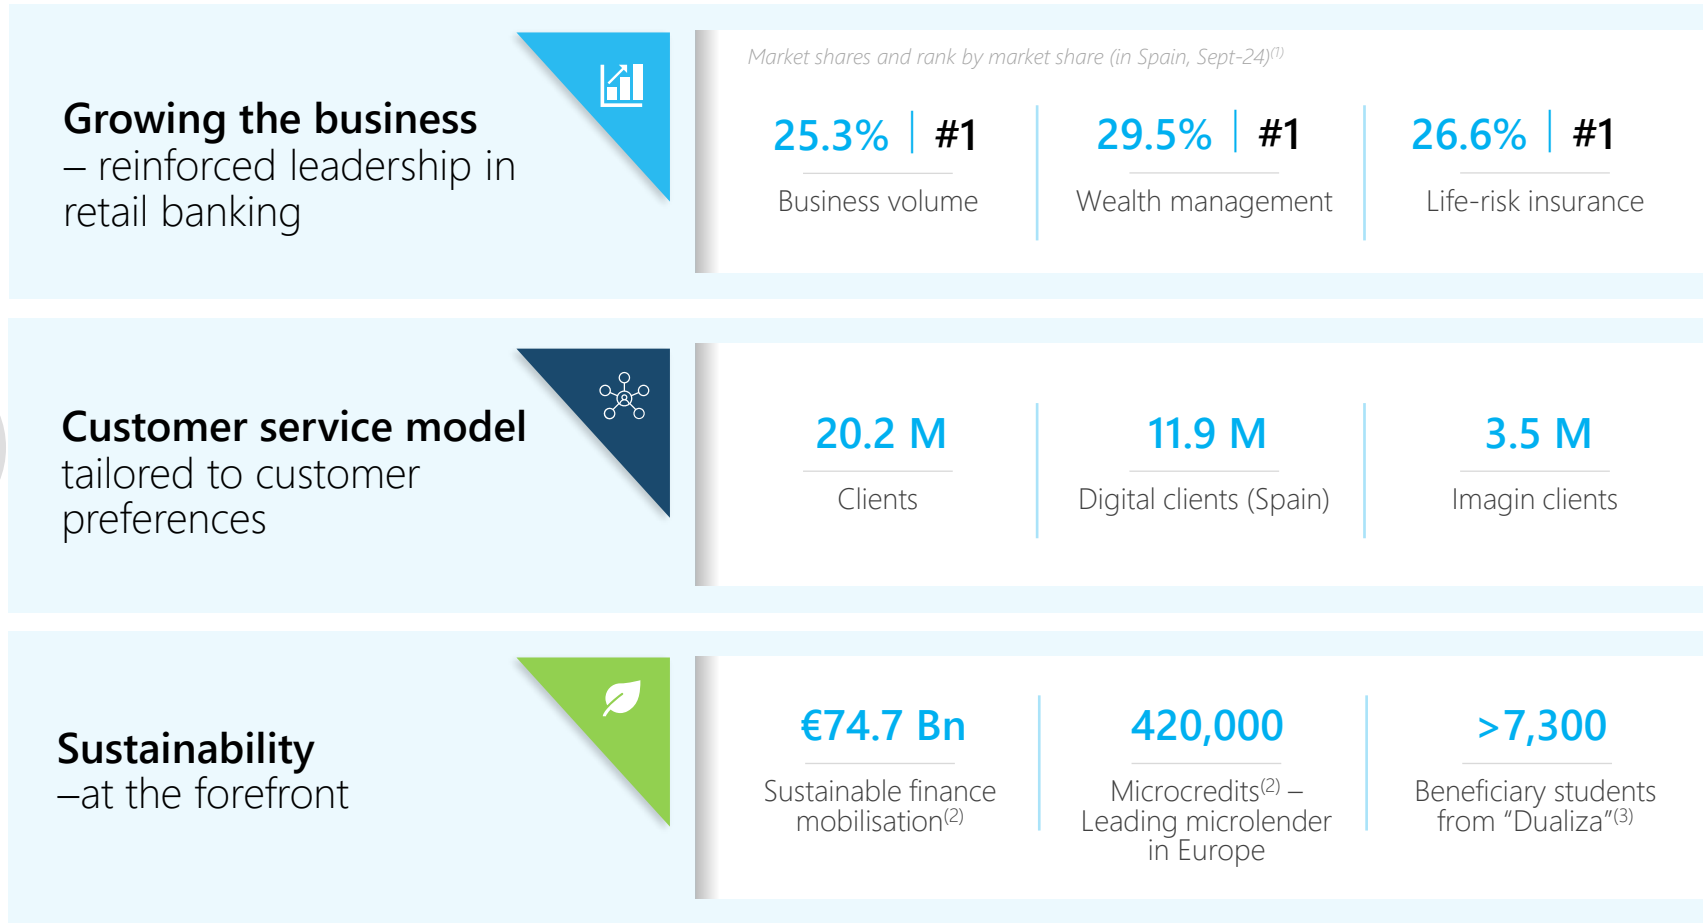 Growing the business
– reinforced leadership in
retail banking
Market shares and rank by market share (in Spain, Sept-24)(1)
25.3% | #1
Business volume
29.5% | #1
Wealth management
26.6% | #1
Life-risk insurance
Customer service model
tailored to customer
preferences
20.2 M
Clients
11.9 M
Digital clients (Spain)
3.5 M
Imagin clients
Sustainability
–at the forefront
€74.7 Bn
Sustainable finance
mobilisation(2)
420,000
Microcredits(2) –
Leading microlender
in Europe
>7,300
Beneficiary students
from “Dualiza”(3)